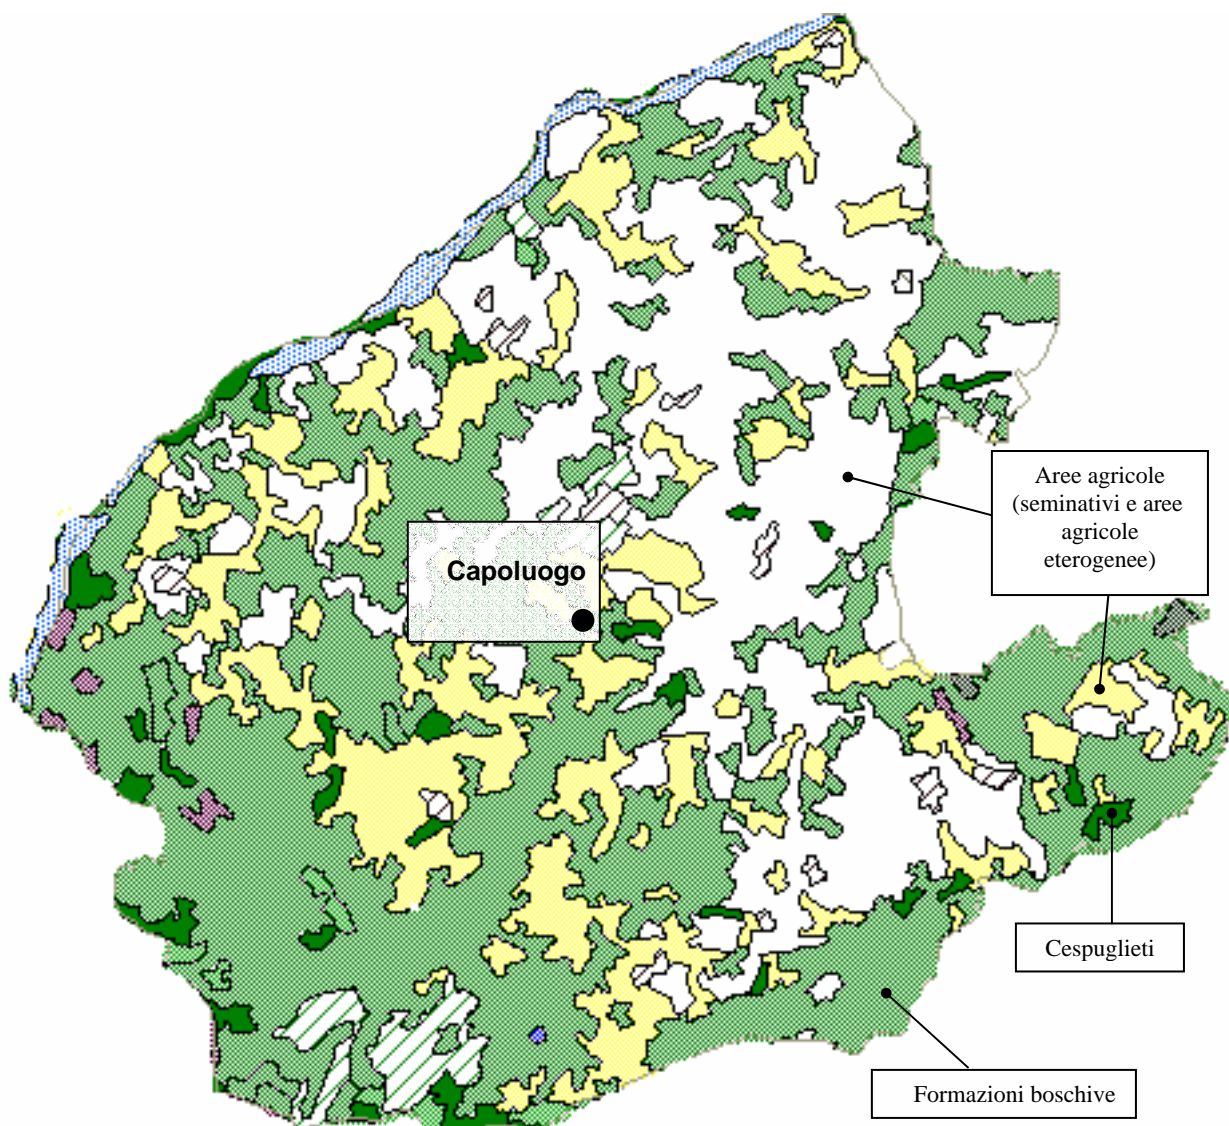 Aree agricole
(seminativi e aree
agricole
eterogenee)
Capoluogo
Cespuglieti
Formazioni boschive